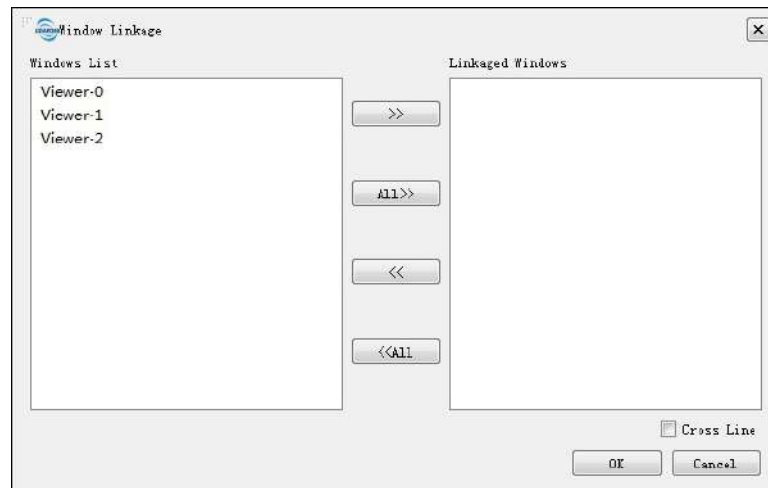 Window Linkage
Windows List
Linkaged Windows
Viewer-0
Viewer-1
Viewer-2
>>
All>>
<<
<<All
Cross Line
OK
Cancel